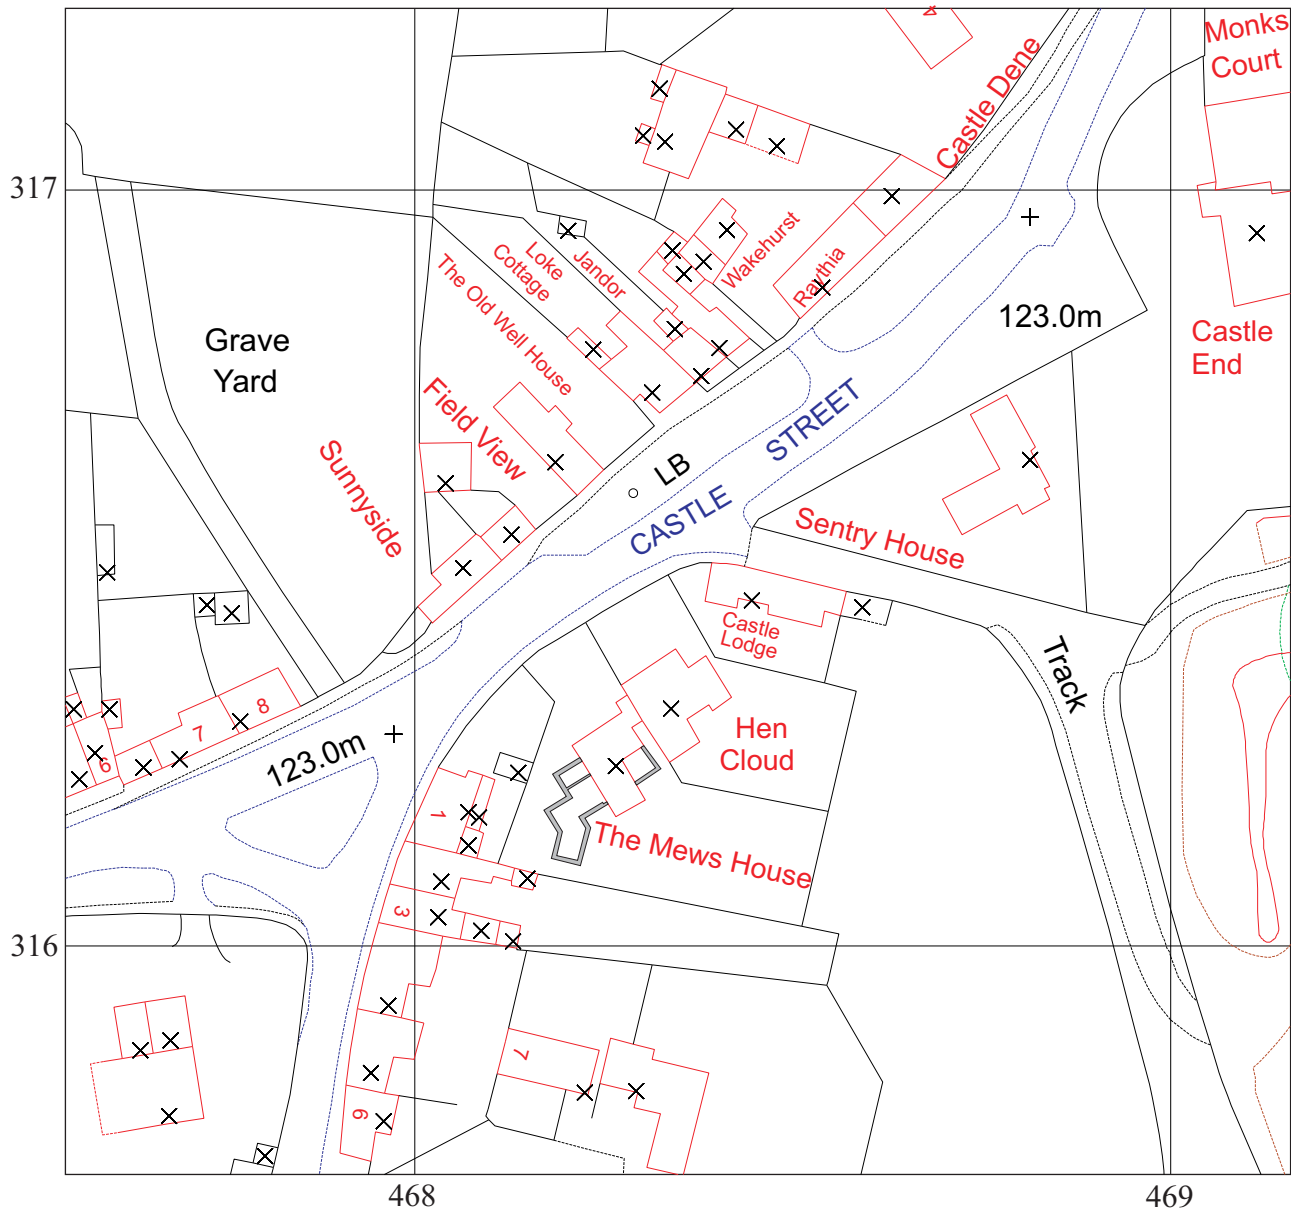 4
Monks
Court
Castle Dene
317
Wakehurst
Loke
Cottage
Jandor
The Old Well House
Raythia
123.0m
Grave
Yard
Castle
End
Field View
STREET
Sunnyside
LB
CASTLE
Sentry House
Castle
Lodge
Track
8
7
6
123.0m
Hen
Cloud
1
The Mews House
3
316
7
6
468
469